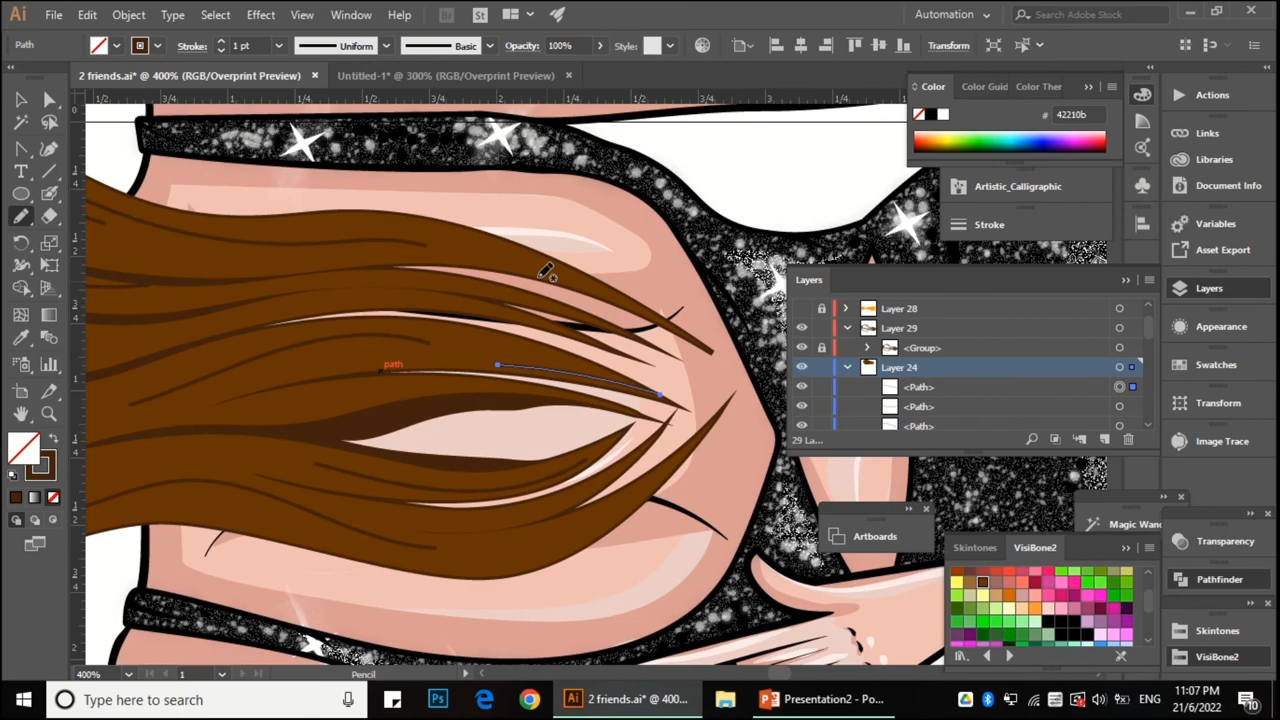 Ai File Edit Object Type Select Effect View Window Help Br St Automation Search Adobe Stock
Path Stroke: 1 pt Uniform Basic Opacity: 100% Style: Transform
2 friends.ai* @ 400% (RGB/Overprint Preview) × Untitled-1* @ 300% (RGB/Overprint Preview) ×
Color Color Guid Color Ther
# 42210b
Artistic_Calligraphic
Stroke
Actions
Links
Libraries
Document Info
Variables
Asset Export
Layers
Appearance
Swatches
Transform
Image Trace
Transparency
Pathfinder
Skintones
VisiBone2
path
Layers
Layer 28
Layer 29
<Group>
Layer 24
<Path>
<Path>
<Path>
29 La...
Magic Wand
Artboards
Skintones VisiBone2
400% 1 Pencil
Type here to search
Ps
Ai 2 friends.ai* @ 400...
Presentation2 - Po...
ENG
11:07 PM
21/6/2022
10